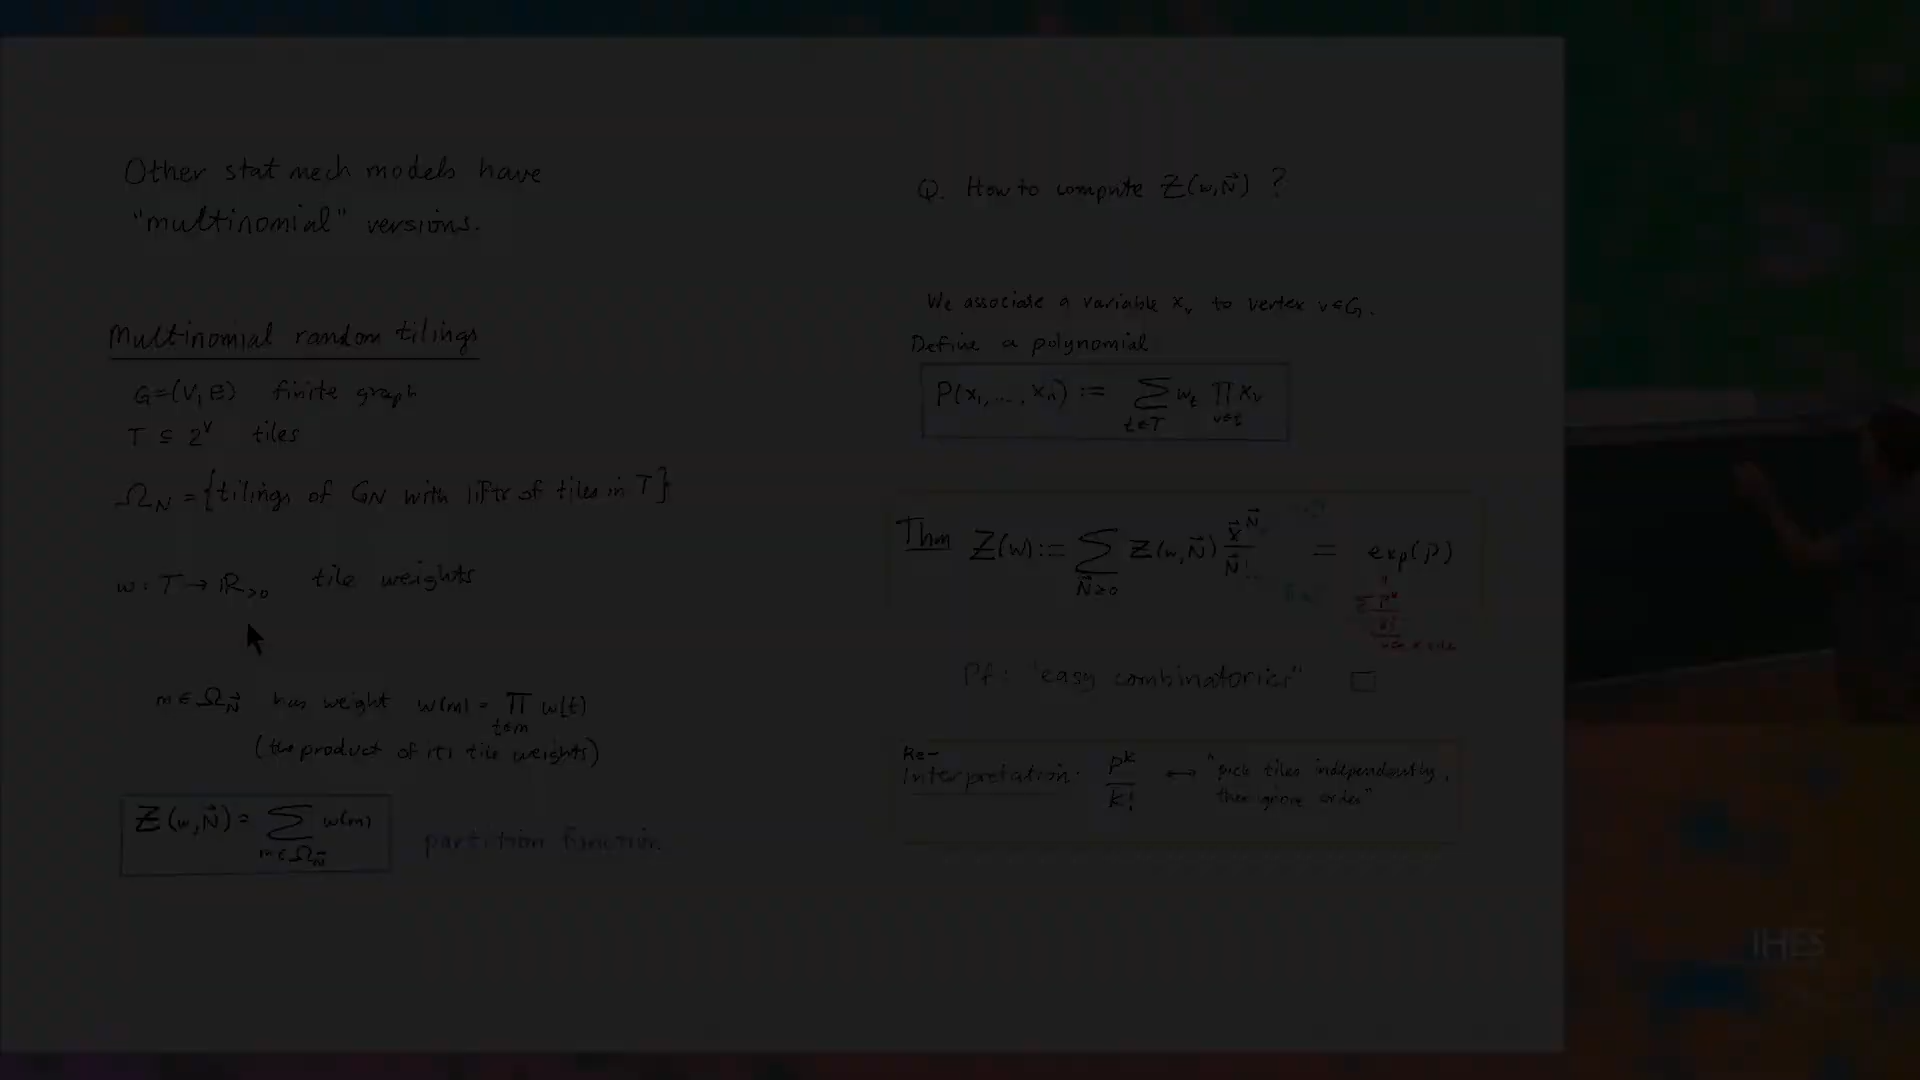 Other stat mech models have
"multinomial" versions.
Multinomial random tilings
G=(V,E) finite graph
T ⊆ 2^V tiles
Ω_N = {tilings of G_N with lifts of tiles in T}
w: T → ℝ_{>0} tile weights
m ∈ Ω_{N⃗} has weight w(m) = ∏_{t∈m} w(t)
(the product of its tile weights)
Z(w,N⃗) = ∑_{m∈Ω_{N⃗}} w(m) partition function
Q. How to compute Z(w,N⃗) ?
We associate a variable x_v to vertex v∈G.
Define a polynomial
P(x_1,...,x_n) := ∑_{t∈T} w_t ∏_{v∈t} x_v
Thm Z(w) := ∑_{N⃗≥0} Z(w,N⃗) x⃗^{N⃗}/N⃗! = exp(P)
∑ P^k
k!
Pf: "easy combinatorics" □
Re-
Interpretation: P^k/k! ↔ "pick tiles independently,
then ignore order"
IHES